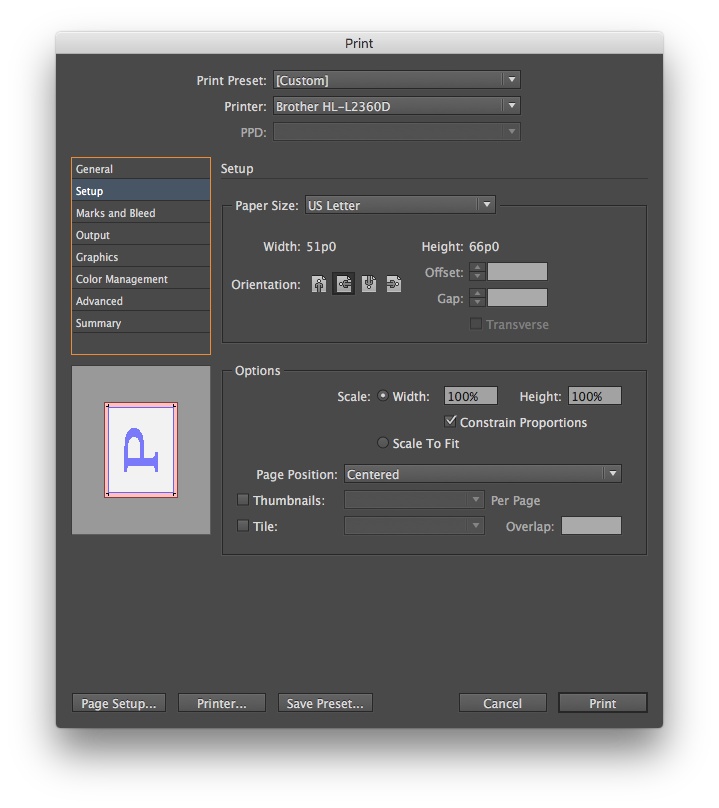 Print
Print Preset: [Custom]
Printer: Brother HL-L2360D
PPD:
General
Setup
Marks and Bleed
Output
Graphics
Color Management
Advanced
Summary
P
Setup
Paper Size: US Letter
Width: 51p0 Height: 66p0
Orientation: Offset:
Gap:
Transverse
Options
Scale: Width: 100% Height: 100%
Constrain Proportions
Scale To Fit
Page Position: Centered
Thumbnails: Per Page
Tile: Overlap:
Page Setup... Printer... Save Preset... Cancel Print